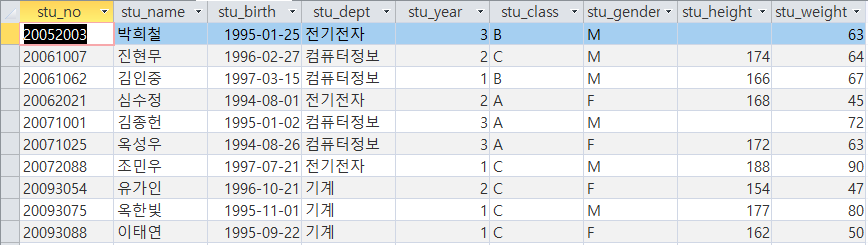 stu_no stu_name stu_birth stu_dept stu_year stu_class stu_gender stu_height stu_weight
20052003 박희철 1995-01-25 전기전자 3 B M 63
20061007 진현무 1996-02-27 컴퓨터정보 2 C M 174 64
20061062 김인중 1997-03-15 컴퓨터정보 1 B M 166 67
20062021 심수정 1994-08-01 전기전자 2 A F 168 45
20071001 김종헌 1995-01-02 컴퓨터정보 3 A M 72
20071025 옥성우 1994-08-26 컴퓨터정보 3 A F 172 63
20072088 조민우 1997-07-21 전기전자 1 C M 188 90
20093054 유가인 1996-10-21 기계 2 C F 154 47
20093075 옥한빛 1995-11-01 기계 1 C M 177 80
20093088 이태연 1995-09-22 기계 1 C F 162 50